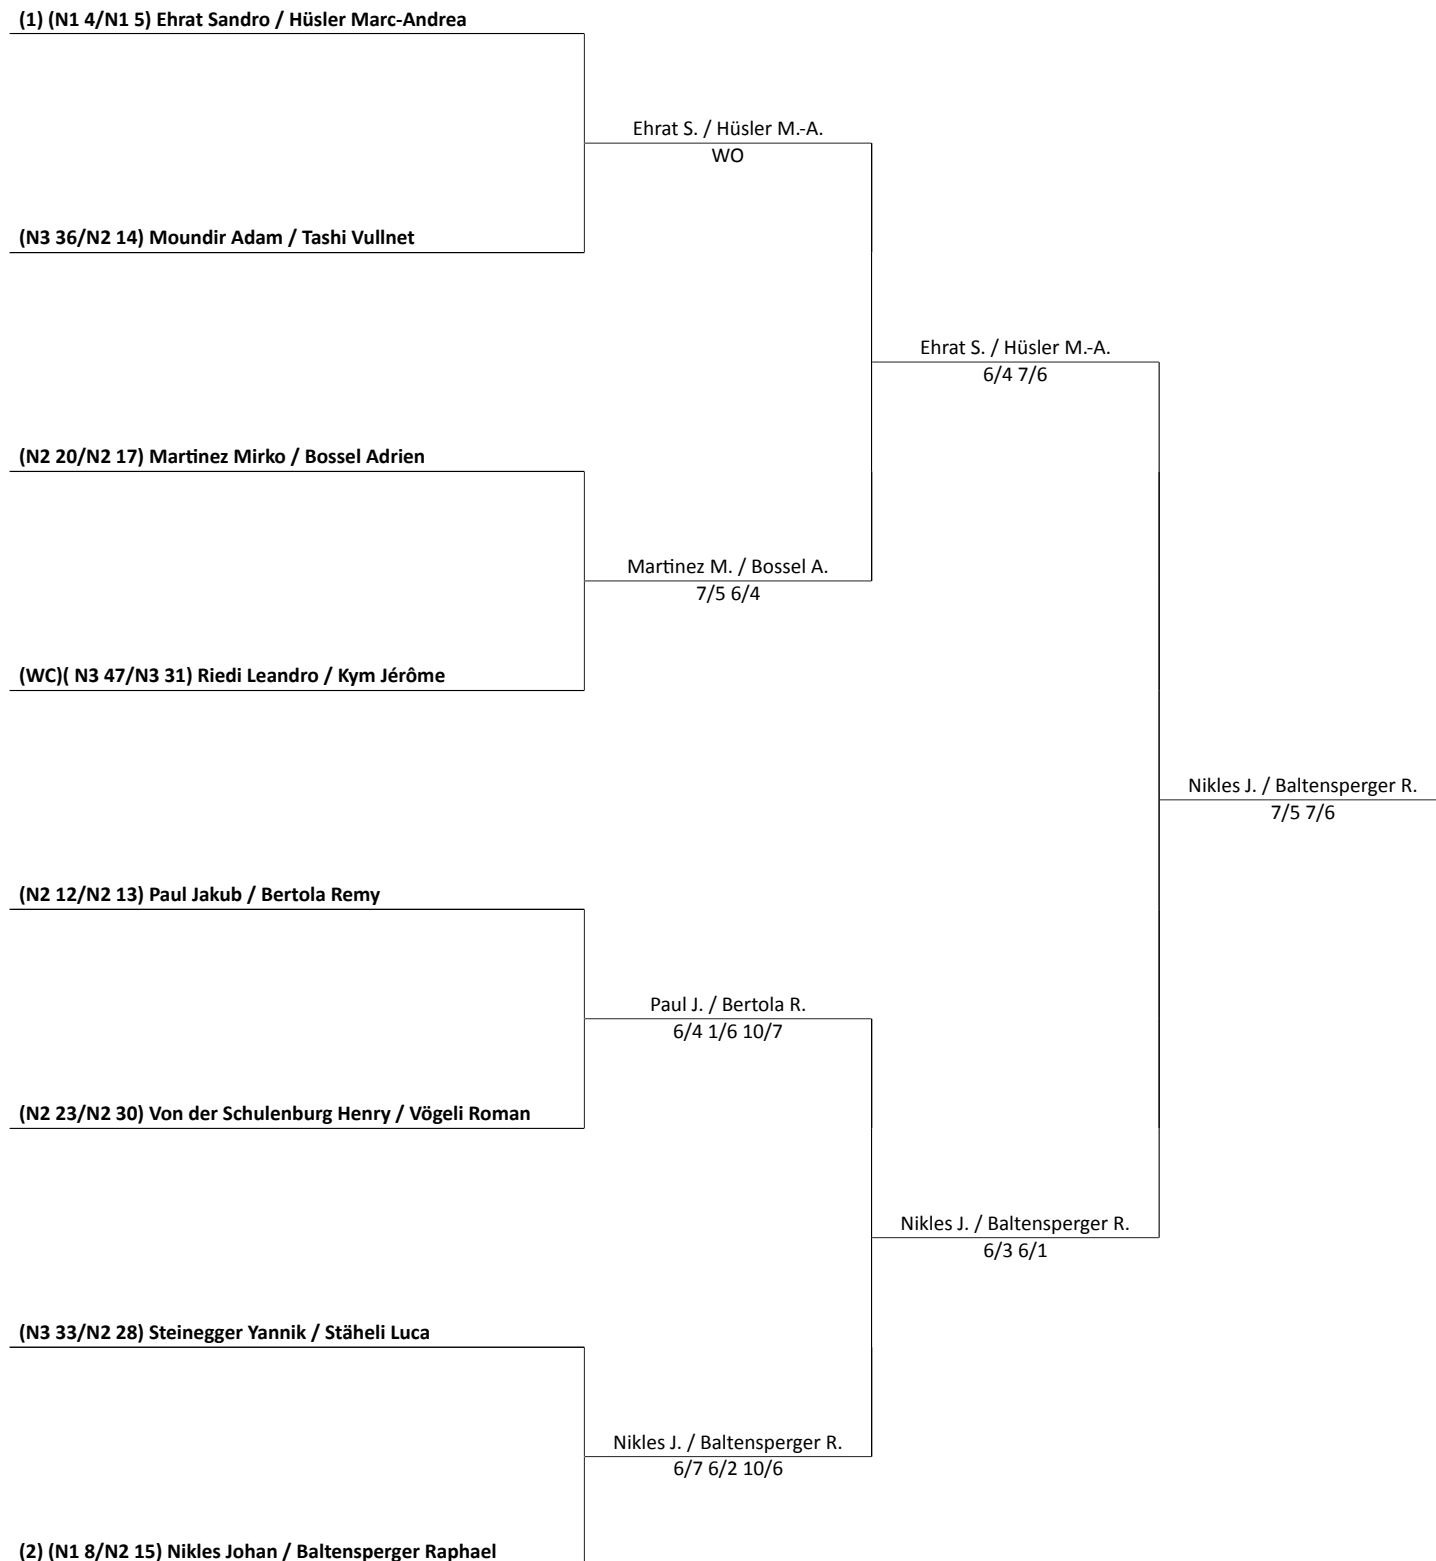 (1) (N1 4/N1 5) Ehrat Sandro / Hüsler Marc-Andrea
Ehrat S. / Hüsler M.-A.
WO
(N3 36/N2 14) Moundir Adam / Tashi Vullnet
Ehrat S. / Hüsler M.-A.
6/4 7/6
(N2 20/N2 17) Martinez Mirko / Bossel Adrien
Martinez M. / Bossel A.
7/5 6/4
(WC)( N3 47/N3 31) Riedi Leandro / Kym Jérôme
Nikles J. / Baltensperger R.
7/5 7/6
(N2 12/N2 13) Paul Jakub / Bertola Remy
Paul J. / Bertola R.
6/4 1/6 10/7
(N2 23/N2 30) Von der Schulenburg Henry / Vögeli Roman
Nikles J. / Baltensperger R.
6/3 6/1
(N3 33/N2 28) Steinegger Yannik / Stäheli Luca
Nikles J. / Baltensperger R.
6/7 6/2 10/6
(2) (N1 8/N2 15) Nikles Johan / Baltensperger Raphael